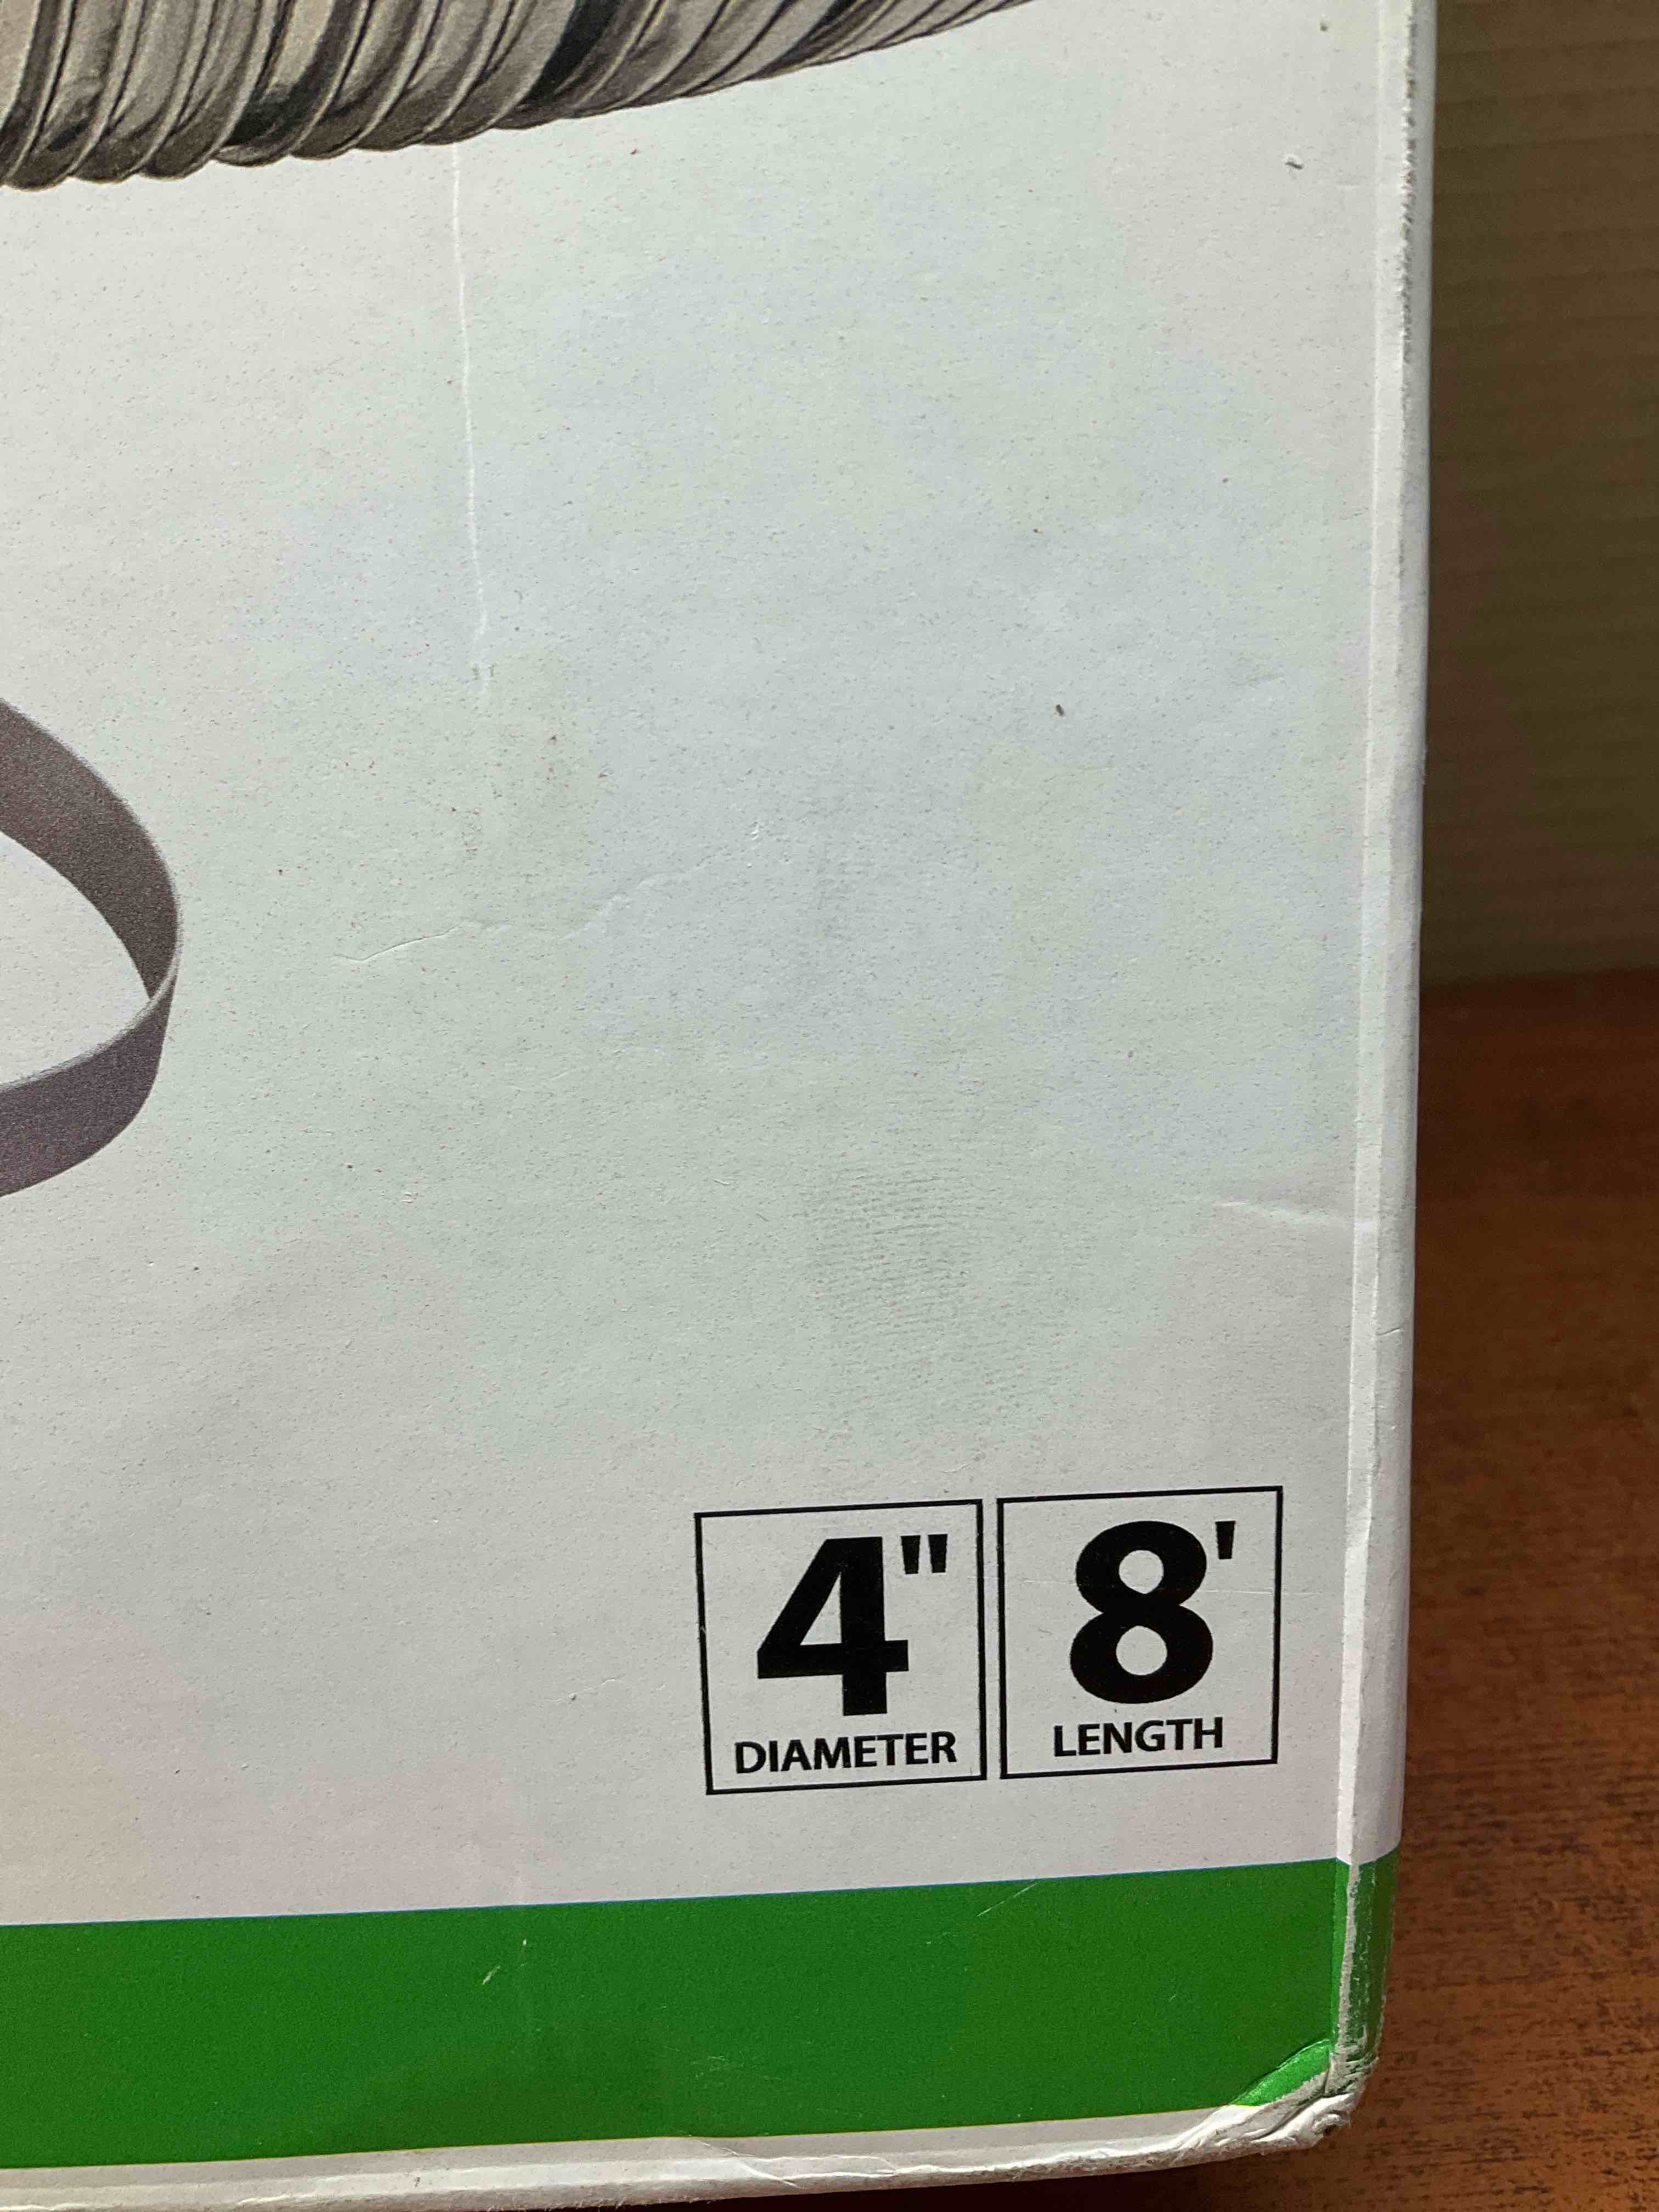 4"
DIAMETER
8'
LENGTH